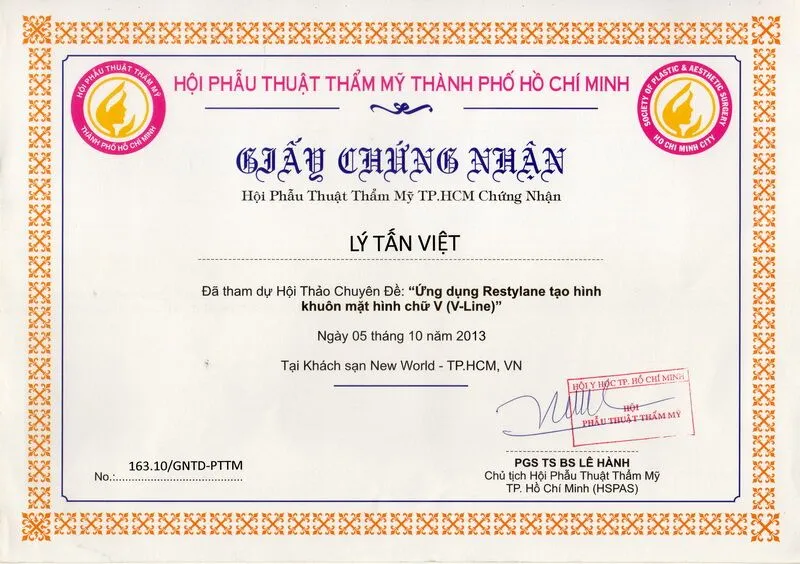 HỘI PHẪU THUẬT THẨM MỸ
THÀNH PHỐ HỒ CHÍ MINH
HỘI PHẪU THUẬT THẨM MỸ THÀNH PHỐ HỒ CHÍ MINH
SOCIETY OF PLASTIC & AESTHETIC SURGERY
HO CHI MINH CITY
GIẤY CHỨNG NHẬN
Hội Phẫu Thuật Thẩm Mỹ TP.HCM Chứng Nhận
LÝ TẤN VIỆT
Đã tham dự Hội Thảo Chuyên Đề: “Ứng dụng Restylane tạo hình
khuôn mặt hình chữ V (V-Line)”
Ngày 05 tháng 10 năm 2013
Tại Khách sạn New World - TP.HCM, VN
HỘI Y HỌC TP. HỒ CHÍ MINH
HỘI
PHẪU THUẬT THẨM MỸ
No.: 163.10/GNTD-PTTM
PGS TS BS LÊ HÀNH
Chủ tịch Hội Phẫu Thuật Thẩm Mỹ
TP. Hồ Chí Minh (HSPAS)